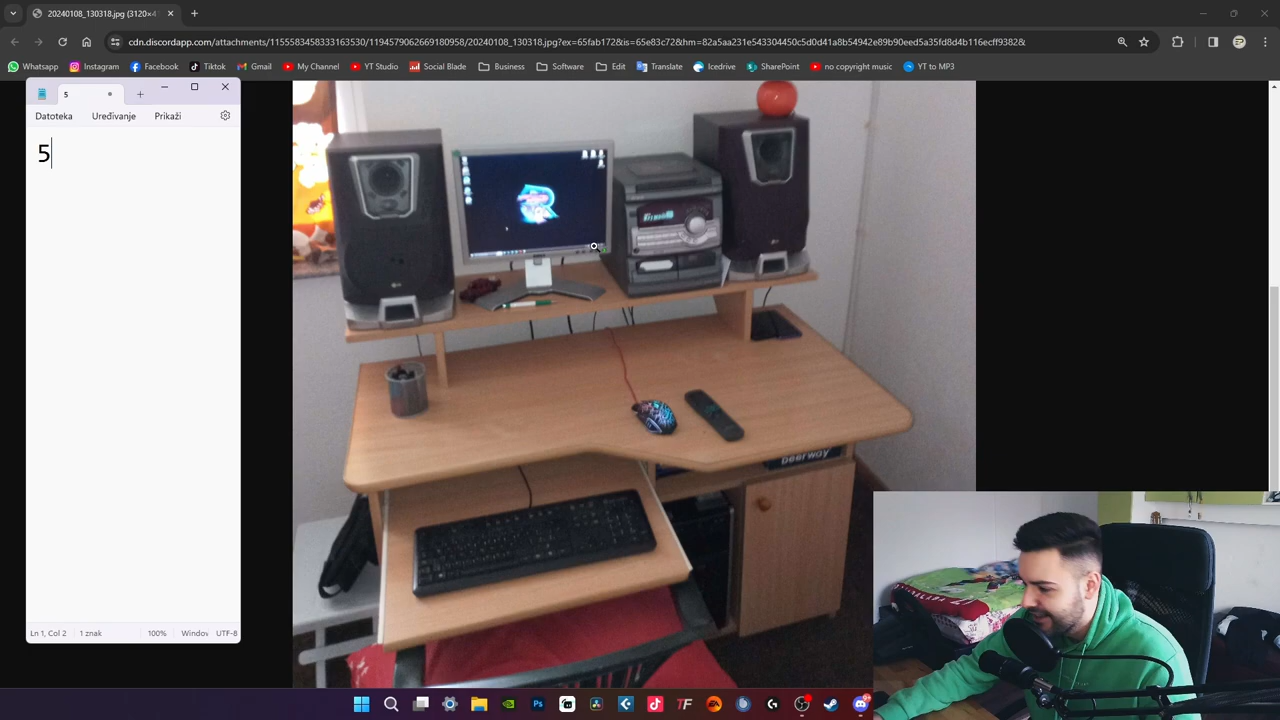 20240108_130318.jpg (3120×4
cdn.discordapp.com/attachments/1155583458333163530/1194579062669180958/20240108_130318.jpg?ex=65fab172&is=65e83c72&hm=82a5aa231e543304450c5d0d41a8b54942e89b90eed5a35fd8d4b116ecff9382&
Whatsapp Instagram Facebook Tiktok Gmail My Channel YT Studio Social Blade Business Software Edit Translate Icedrive SharePoint no copyright music YT to MP3
5
Datoteka Uređivanje Prikaži
5
LG
beerway
Ln 1, Col 2 1 znak 100% Window UTF-8